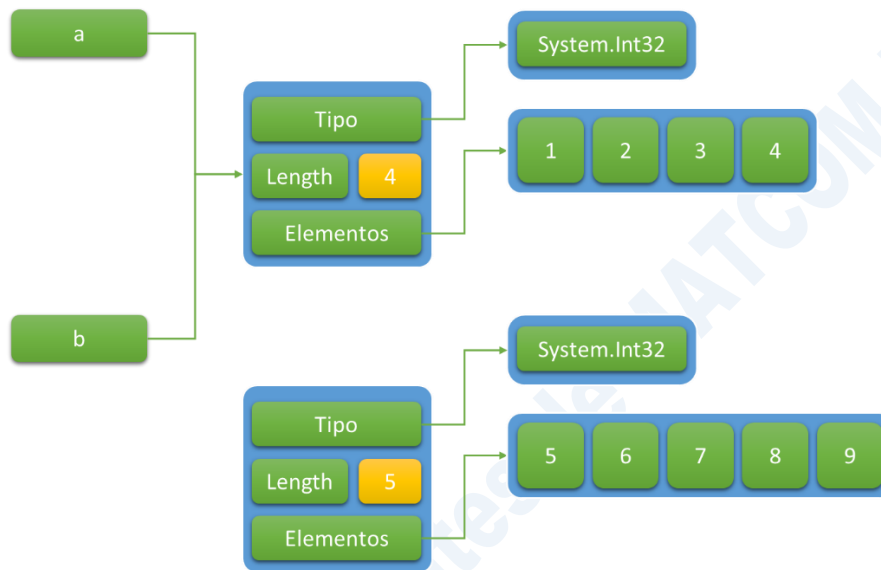 a
System.Int32
Tipo
1 2 3 4
Length 4
Elementos
b
System.Int32
Tipo
5 6 7 8 9
Length 5
Elementos
MATCOM